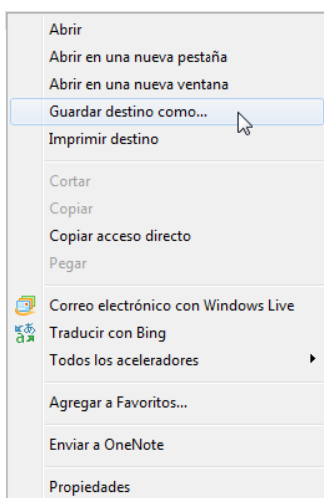 Abrir
Abrir en una nueva pestaña
Abrir en una nueva ventana
Guardar destino como...
Imprimir destino
Cortar
Copiar
Copiar acceso directo
Pegar
Correo electrónico con Windows Live
Traducir con Bing
Todos los aceleradores
Agregar a Favoritos...
Enviar a OneNote
Propiedades